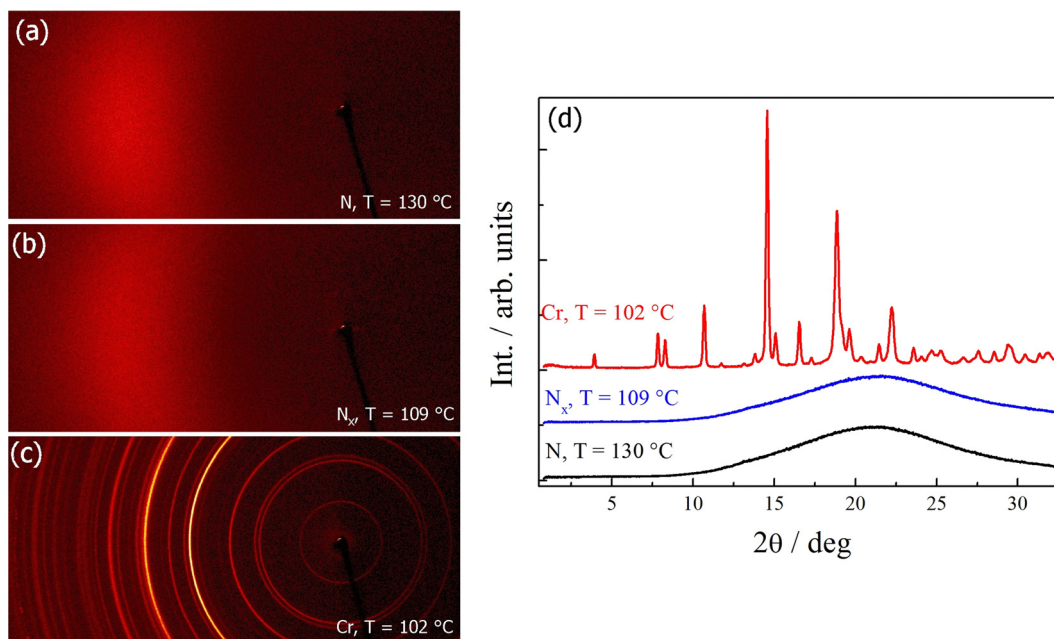 (a)
N, T = 130 °C
(b)
Nx, T = 109 °C
(c)
Cr, T = 102 °C
(d)
Int. / arb. units
Cr, T = 102 °C
Nx, T = 109 °C
N, T = 130 °C
5 10 15 20 25 30
2θ / deg